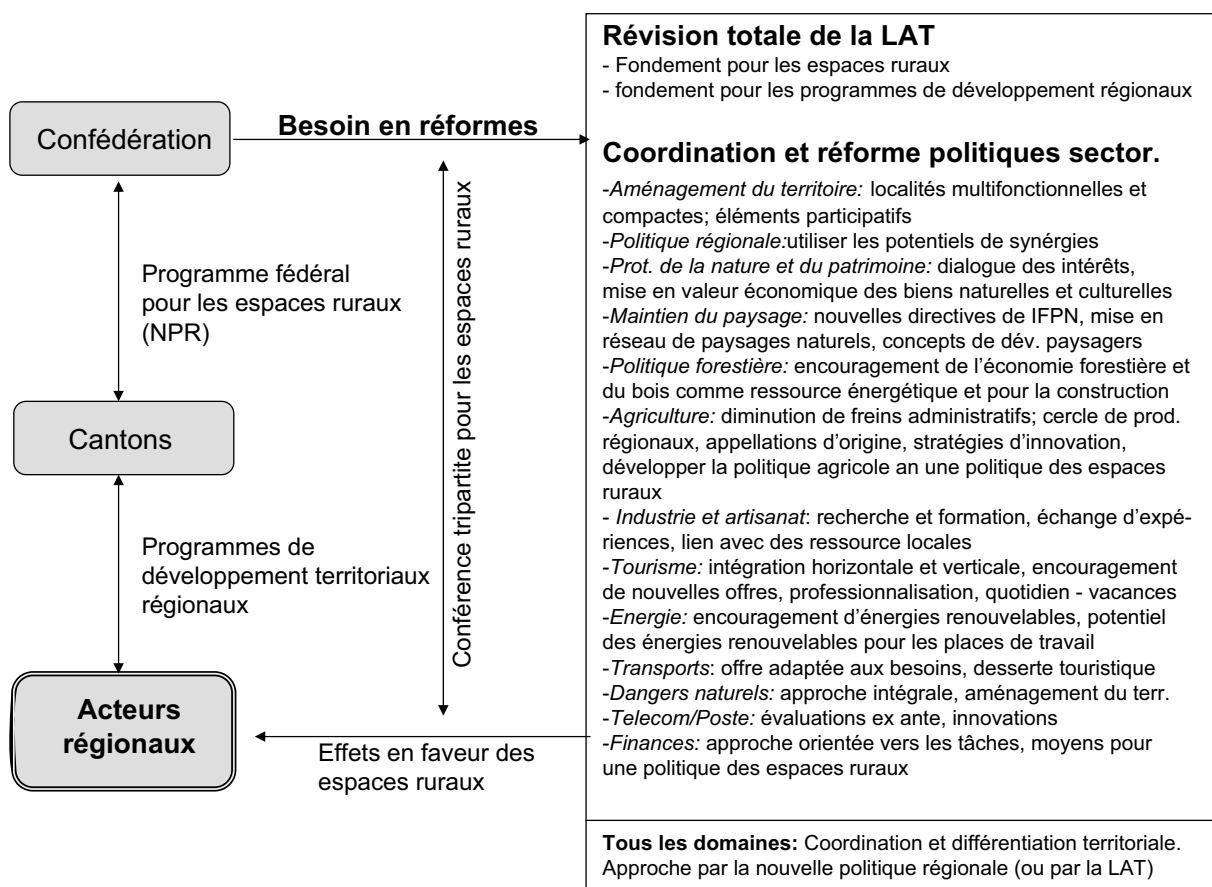 Confédération
Besoin en réformes
Programme fédéral
pour les espaces ruraux
(NPR)
Cantons
Programmes de
développement territoriaux
régionaux
Acteurs
régionaux
Conférence tripartite pour les espaces ruraux
Effets en faveur des
espaces ruraux
Révision totale de la LAT
- Fondement pour les espaces ruraux
- fondement pour les programmes de développement régionaux
Coordination et réforme politiques sector.
-Aménagement du territoire: localités multifonctionnelles et
compactes; éléments participatifs
-Politique régionale:utiliser les potentiels de synérgies
-Prot. de la nature et du patrimoine: dialogue des intérêts,
mise en valeur économique des biens naturelles et culturelles
-Maintien du paysage: nouvelles directives de IFPN, mise en
réseau de paysages naturels, concepts de dév. paysagers
-Politique forestière: encouragement de l’économie forestière et
du bois comme ressource énergétique et pour la construction
-Agriculture: diminution de freins administratifs; cercle de prod.
régionaux, appellations d’origine, stratégies d’innovation,
développer la politique agricole an une politique des espaces
ruraux
- Industrie et artisanat: recherche et formation, échange d’expé-
riences, lien avec des ressource locales
-Tourisme: intégration horizontale et verticale, encouragement
de nouvelles offres, professionnalisation, quotidien - vacances
-Energie: encouragement d’énergies renouvelables, potentiel
des énergies renouvelables pour les places de travail
-Transports: offre adaptée aux besoins, desserte touristique
-Dangers naturels: approche intégrale, aménagement du terr.
-Telecom/Poste: évaluations ex ante, innovations
-Finances: approche orientée vers les tâches, moyens pour
une politique des espaces ruraux
Tous les domaines: Coordination et différentiation territoriale.
Approche par la nouvelle politique régionale (ou par la LAT)